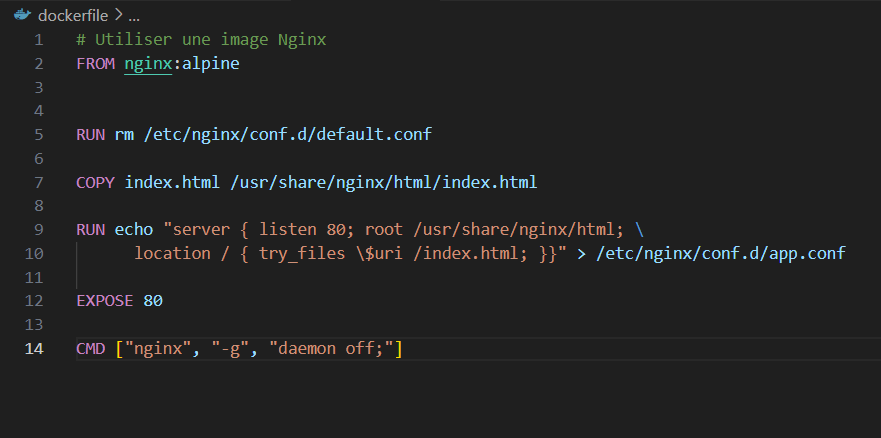 dockerfile > ...
1 # Utiliser une image Nginx
2 FROM nginx:alpine
3
4
5 RUN rm /etc/nginx/conf.d/default.conf
6
7 COPY index.html /usr/share/nginx/html/index.html
8
9 RUN echo "server { listen 80; root /usr/share/nginx/html; \
10 location / { try_files \$uri /index.html; }}" > /etc/nginx/conf.d/app.conf
11
12 EXPOSE 80
13
14 CMD ["nginx", "-g", "daemon off;"]